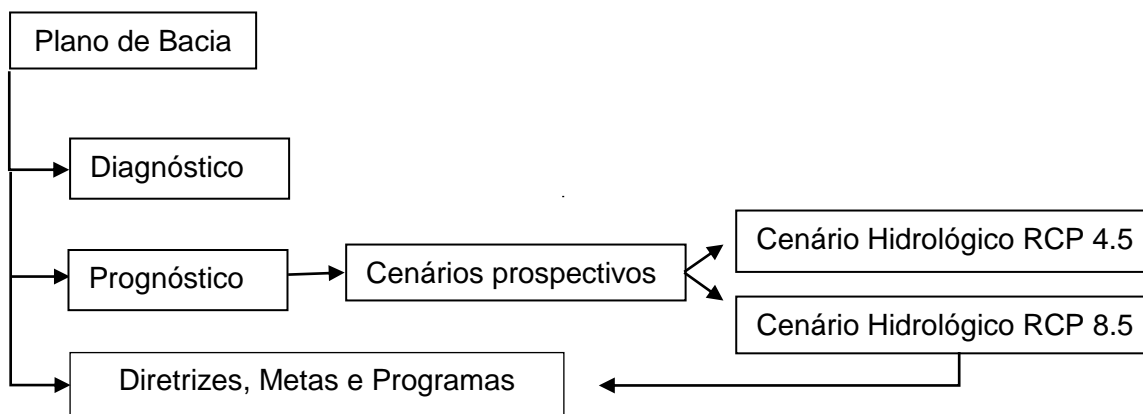 Plano de Bacia
Diagnóstico
Prognóstico
Cenários prospectivos
Cenário Hidrológico RCP 4.5
Cenário Hidrológico RCP 8.5
Diretrizes, Metas e Programas